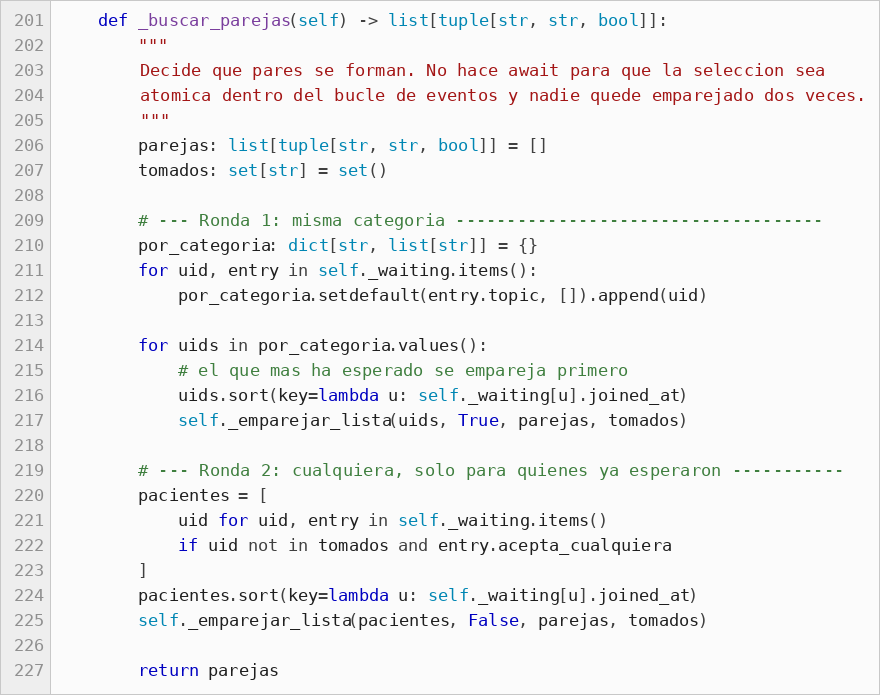 201 def _buscar_parejas(self) -> list[tuple[str, str, bool]]:
202 """
203 Decide que pares se forman. No hace await para que la seleccion sea
204 atomica dentro del bucle de eventos y nadie quede emparejado dos veces.
205 """
206 parejas: list[tuple[str, str, bool]] = []
207 tomados: set[str] = set()
208
209 # --- Ronda 1: misma categoria ------------------------------------
210 por_categoria: dict[str, list[str]] = {}
211 for uid, entry in self._waiting.items():
212 por_categoria.setdefault(entry.topic, []).append(uid)
213
214 for uids in por_categoria.values():
215 # el que mas ha esperado se empareja primero
216 uids.sort(key=lambda u: self._waiting[u].joined_at)
217 self._emparejar_lista(uids, True, parejas, tomados)
218
219 # --- Ronda 2: cualquiera, solo para quienes ya esperaron -----------
220 pacientes = [
221 uid for uid, entry in self._waiting.items()
222 if uid not in tomados and entry.acepta_cualquiera
223 ]
224 pacientes.sort(key=lambda u: self._waiting[u].joined_at)
225 self._emparejar_lista(pacientes, False, parejas, tomados)
226
227 return parejas